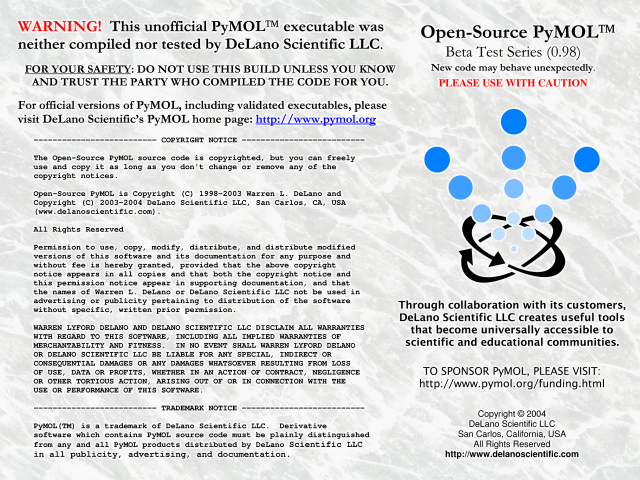 WARNING! This unofficial PyMOL™ executable was
neither compiled nor tested by DeLano Scientific LLC.
FOR YOUR SAFETY: DO NOT USE THIS BUILD UNLESS YOU KNOW
AND TRUST THE PARTY WHO COMPILED THE CODE FOR YOU.
For official versions of PyMOL, including validated executables, please
visit DeLano Scientific's PyMOL home page: http://www.pymol.org
-------------------------- COPYRIGHT NOTICE --------------------------
The Open-Source PyMOL source code is copyrighted, but you can freely
use and copy it as long as you don't change or remove any of the
copyright notices.
Open-Source PyMOL is Copyright (C) 1998-2003 Warren L. DeLano and
Copyright (C) 2003-2004 DeLano Scientific LLC, San Carlos, CA, USA
(www.delanoscientific.com).
All Rights Reserved
Permission to use, copy, modify, distribute, and distribute modified
versions of this software and its documentation for any purpose and
without fee is hereby granted, provided that the above copyright
notice appears in all copies and that both the copyright notice and
this permission notice appear in supporting documentation, and that
the names of Warren L. DeLano or DeLano Scientific LLC not be used in
advertising or publicity pertaining to distribution of the software
without specific, written prior permission.
WARREN LYFORD DELANO AND DELANO SCIENTIFIC LLC DISCLAIM ALL WARRANTIES
WITH REGARD TO THIS SOFTWARE, INCLUDING ALL IMPLIED WARRANTIES OF
MERCHANTABILITY AND FITNESS. IN NO EVENT SHALL WARREN LYFORD DELANO
OR DELANO SCIENTIFIC LLC BE LIABLE FOR ANY SPECIAL, INDIRECT OR
CONSEQUENTIAL DAMAGES OR ANY DAMAGES WHATSOEVER RESULTING FROM LOSS
OF USE, DATA OR PROFITS, WHETHER IN AN ACTION OF CONTRACT, NEGLIGENCE
OR OTHER TORTIOUS ACTION, ARISING OUT OF OR IN CONNECTION WITH THE
USE OR PERFORMANCE OF THIS SOFTWARE.
-------------------------- TRADEMARK NOTICE --------------------------
PyMOL(TM) is a trademark of DeLano Scientific LLC. Derivative
software which contains PyMOL source code must be plainly distinguished
from any and all PyMOL products distributed by DeLano Scientific LLC
in all publicity, advertising, and documentation.
Open-Source PyMOL™
Beta Test Series (0.98)
New code may behave unexpectedly.
PLEASE USE WITH CAUTION
Through collaboration with its customers,
DeLano Scientific LLC creates useful tools
that become universally accessible to
scientific and educational communities.
TO SPONSOR PyMOL, PLEASE VISIT:
http://www.pymol.org/funding.html
Copyright © 2004
DeLano Scientific LLC
San Carlos, California, USA
All Rights Reserved
http://www.delanoscientific.com